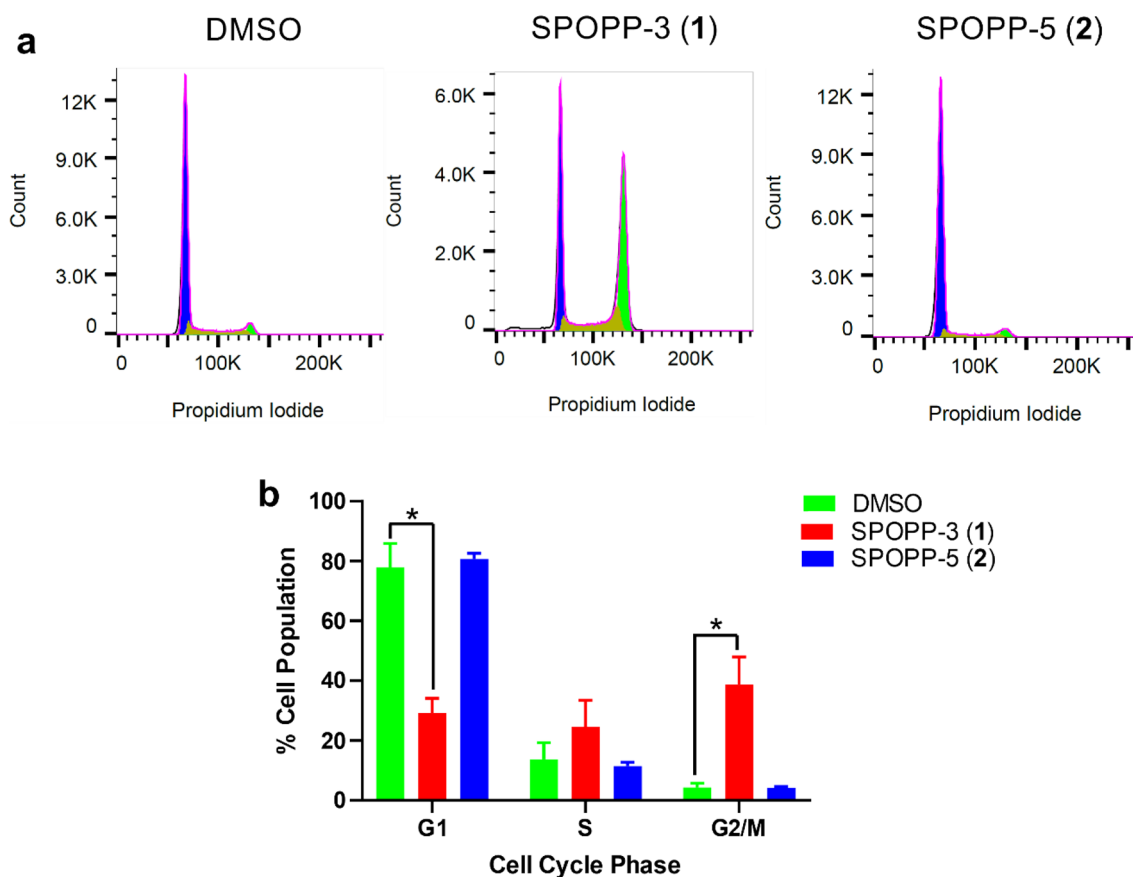 a
DMSO
SPOPP-3 (1)
SPOPP-5 (2)
12K
9.0K
6.0K
3.0K
0
Count
0
100K
200K
Propidium Iodide
6.0K
4.0K
2.0K
0
Count
0
100K
200K
Propidium Iodide
12K
9.0K
6.0K
3.0K
0
Count
0
100K
200K
Propidium Iodide
b
100
80
60
40
20
0
% Cell Population
*
*
G1
S
G2/M
Cell Cycle Phase
DMSO
SPOPP-3 (1)
SPOPP-5 (2)